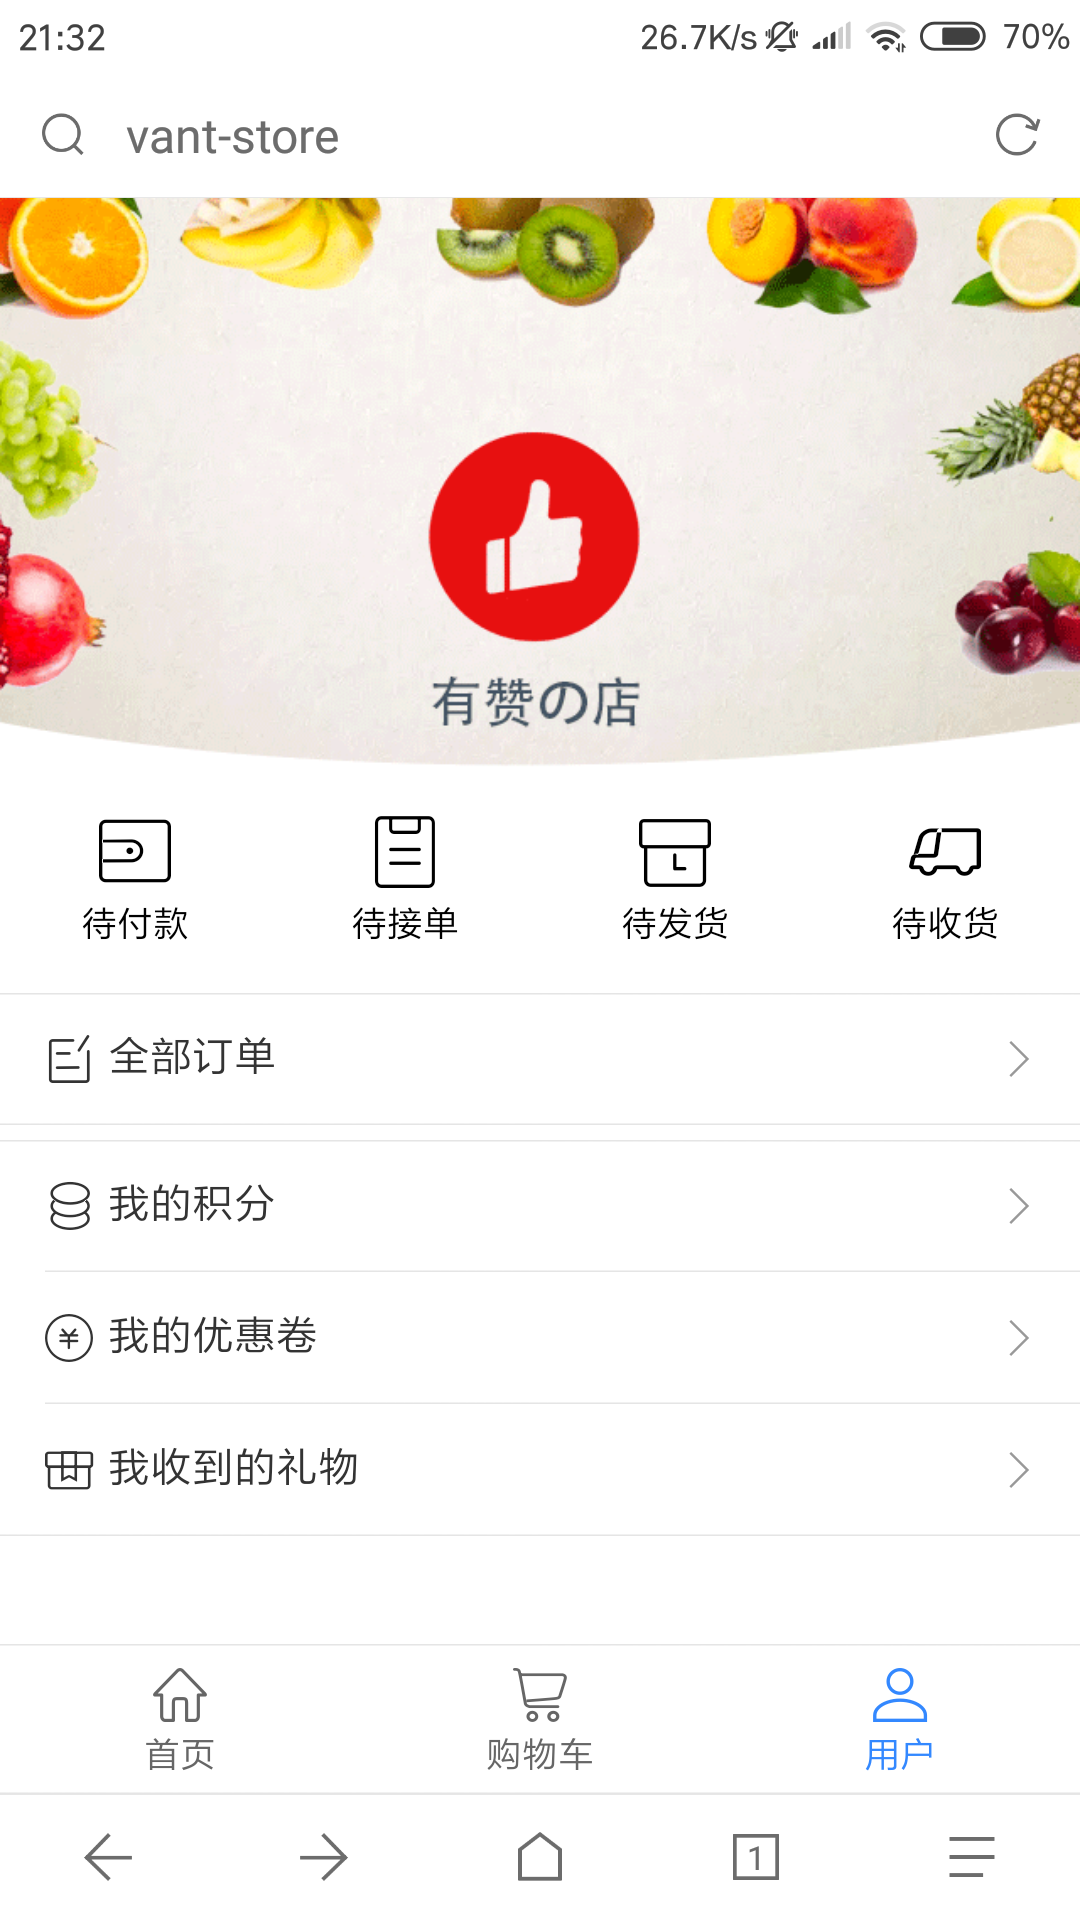 21:32 26.7K/s 70%
vant-store
有赞の店
待付款 待接单 待发货 待收货
全部订单
我的积分
¥ 我的优惠卷
我收到的礼物
首页 购物车 用户
1